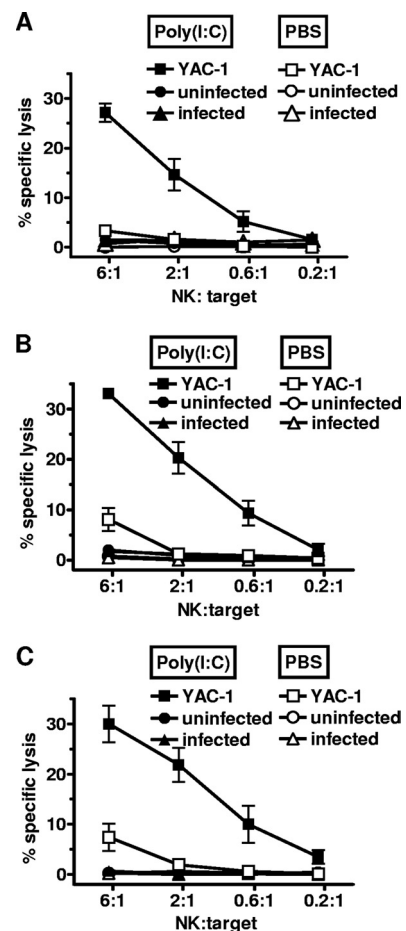 A
Poly(I:C) PBS
YAC-1 YAC-1
uninfected uninfected
infected infected
30
20
10
0
% specific lysis
6:1 2:1 0.6:1 0.2:1
NK: target
B
Poly(I:C) PBS
YAC-1 YAC-1
uninfected uninfected
infected infected
30
20
10
0
% specific lysis
6:1 2:1 0.6:1 0.2:1
NK:target
C
Poly(I:C) PBS
YAC-1 YAC-1
uninfected uninfected
infected infected
30
20
10
0
% specific lysis
6:1 2:1 0.6:1 0.2:1
NK:target